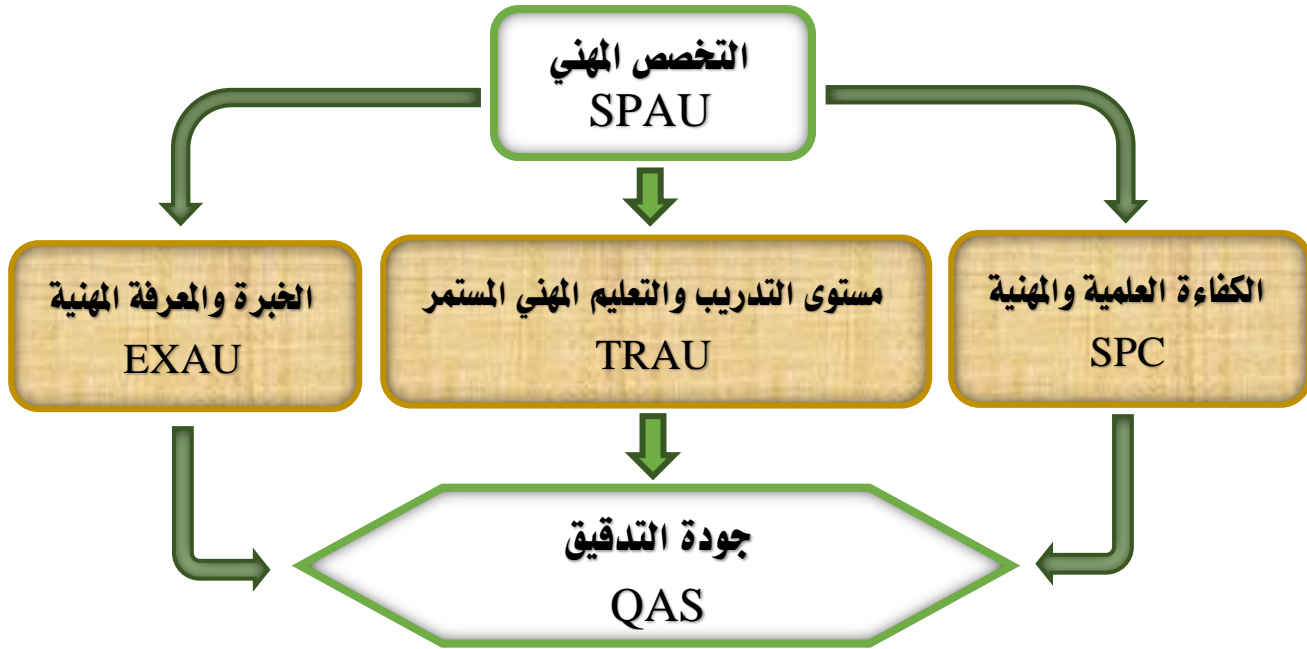 التخصص المهني
SPAU
الكفاءة العلمية والمهنية
SPC
مستوى التدريب والتعليم المهني المستمر
TRAU
الخبرة والمعرفة المهنية
EXAU
جودة التدقيق
QAS